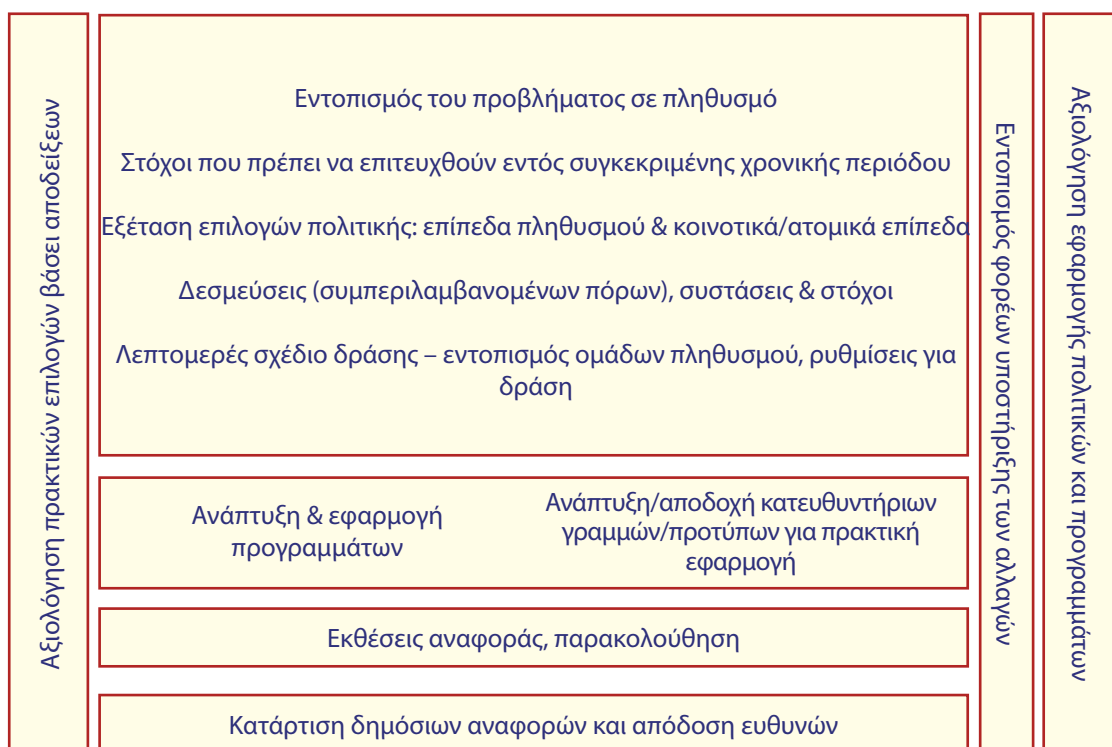 Αξιολόγηση πρακτικών επιλογών βάσει αποδείξεων
Εντοπισμός του προβλήματος σε πληθυσμό
Στόχοι που πρέπει να επιτευχθούν εντός συγκεκριμένης χρονικής περιόδου
Εξέταση επιλογών πολιτικής: επίπεδα πληθυσμού & κοινοτικά/ατομικά επίπεδα
Δεσμεύσεις (συμπεριλαμβανομένων πόρων), συστάσεις & στόχοι
Λεπτομερές σχέδιο δράσης – εντοπισμός ομάδων πληθυσμού, ρυθμίσεις για
δράση
Ανάπτυξη & εφαρμογή
προγραμμάτων
Ανάπτυξη/αποδοχή κατευθυντήριων
γραμμών/προτύπων για πρακτική
εφαρμογή
Εκθέσεις αναφοράς, παρακολούθηση
Κατάρτιση δημόσιων αναφορών και απόδοση ευθυνών
Εντοπισμός φορέων υποστήριξης των αλλαγών
Αξιολόγηση εφαρμογής πολιτικών και προγραμμάτων